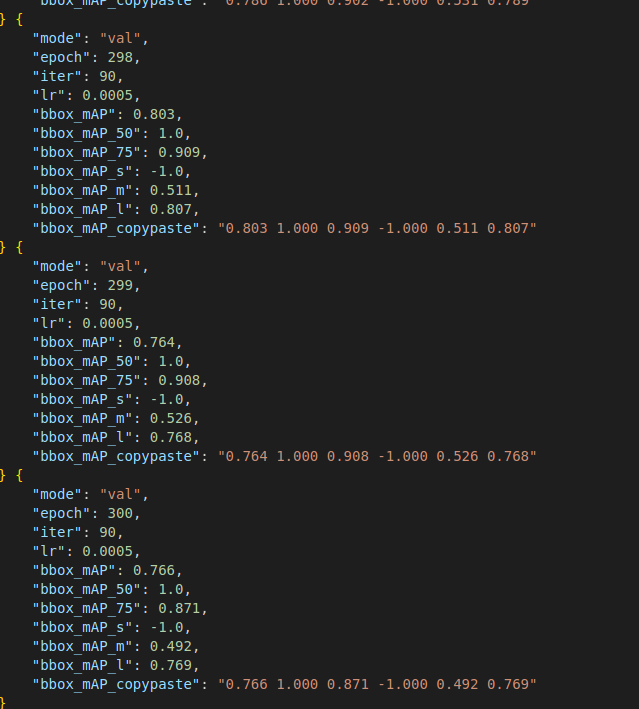 "bbox_mAP_copypaste": "0.786 1.000 0.902 -1.000 0.531 0.789"
} {
"mode": "val",
"epoch": 298,
"iter": 90,
"lr": 0.0005,
"bbox_mAP": 0.803,
"bbox_mAP_50": 1.0,
"bbox_mAP_75": 0.909,
"bbox_mAP_s": -1.0,
"bbox_mAP_m": 0.511,
"bbox_mAP_l": 0.807,
"bbox_mAP_copypaste": "0.803 1.000 0.909 -1.000 0.511 0.807"
} {
"mode": "val",
"epoch": 299,
"iter": 90,
"lr": 0.0005,
"bbox_mAP": 0.764,
"bbox_mAP_50": 1.0,
"bbox_mAP_75": 0.908,
"bbox_mAP_s": -1.0,
"bbox_mAP_m": 0.526,
"bbox_mAP_l": 0.768,
"bbox_mAP_copypaste": "0.764 1.000 0.908 -1.000 0.526 0.768"
} {
"mode": "val",
"epoch": 300,
"iter": 90,
"lr": 0.0005,
"bbox_mAP": 0.766,
"bbox_mAP_50": 1.0,
"bbox_mAP_75": 0.871,
"bbox_mAP_s": -1.0,
"bbox_mAP_m": 0.492,
"bbox_mAP_l": 0.769,
"bbox_mAP_copypaste": "0.766 1.000 0.871 -1.000 0.492 0.769"
}